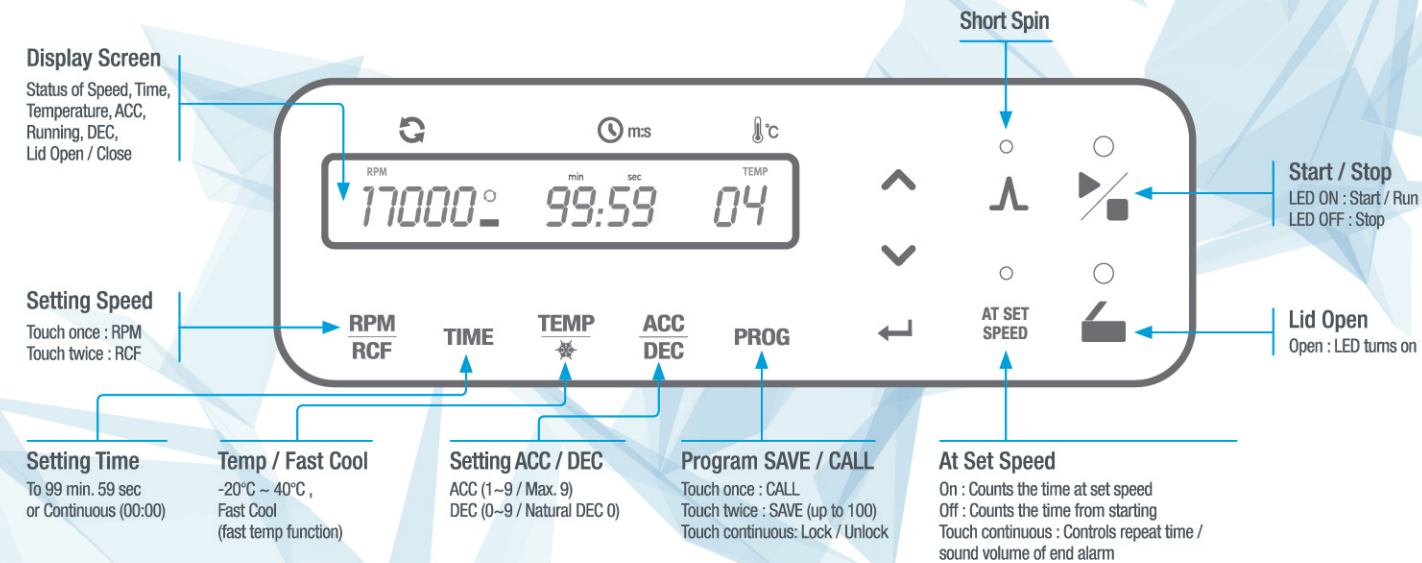 Short Spin
Display Screen
Status of Speed, Time,
Temperature, ACC,
Running, DEC,
Lid Open / Close
m:s
°C
RPM
min
sec
TEMP
17000
99:59
04
Start / Stop
LED ON : Start / Run
LED OFF : Stop
Setting Speed
Touch once : RPM
Touch twice : RCF
RPM
RCF
TIME
TEMP
ACC
DEC
PROG
AT SET
SPEED
Lid Open
Open : LED turns on
Setting Time
To 99 min. 59 sec
or Continuous (00:00)
Temp / Fast Cool
-20°C ~ 40°C ,
Fast Cool
(fast temp function)
Setting ACC / DEC
ACC (1~9 / Max. 9)
DEC (0~9 / Natural DEC 0)
Program SAVE / CALL
Touch once : CALL
Touch twice : SAVE (up to 100)
Touch continuous: Lock / Unlock
At Set Speed
On : Counts the time at set speed
Off : Counts the time from starting
Touch continuous : Controls repeat time /
sound volume of end alarm